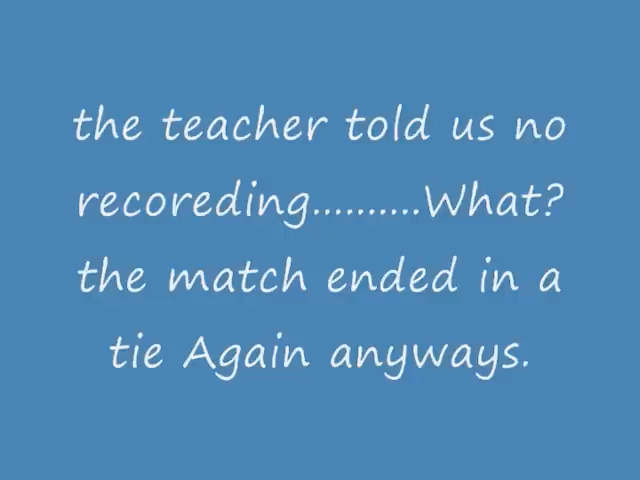 the teacher told us no
recoreding..........What?
the match ended in a
tie Again anyways.